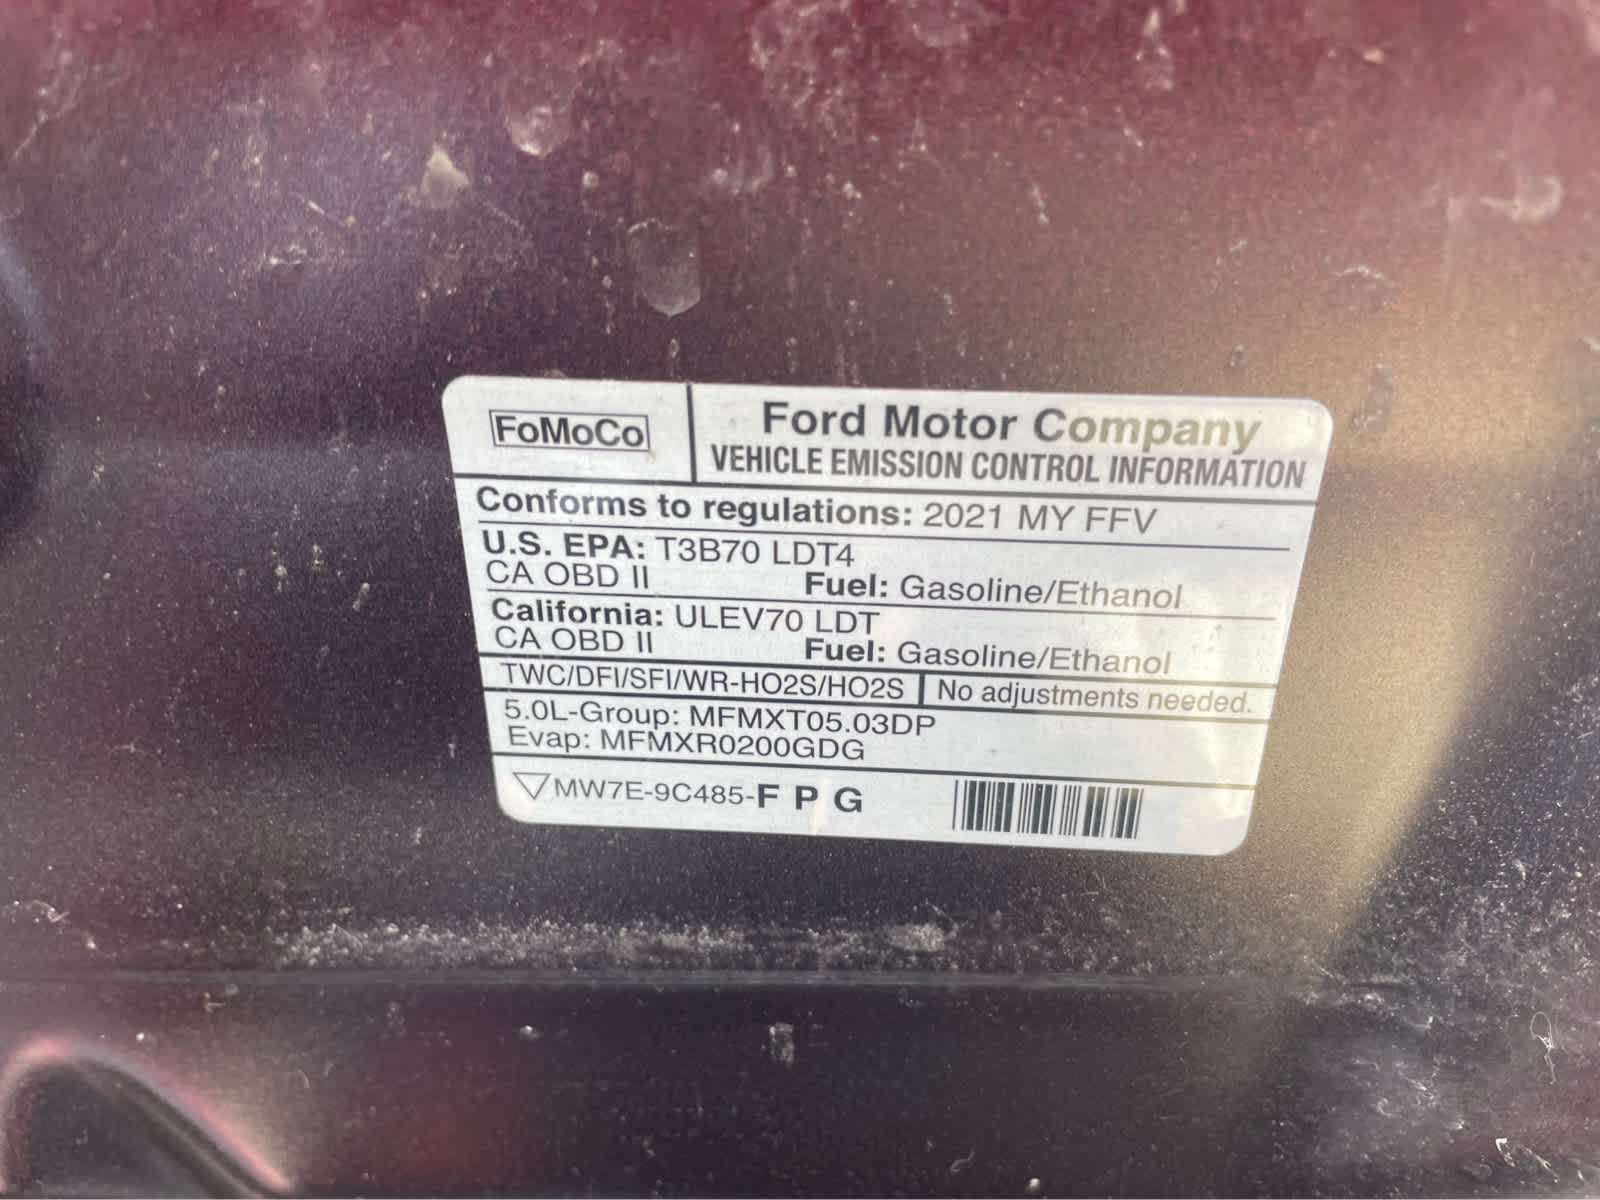 FoMoCo
Ford Motor Company
VEHICLE EMISSION CONTROL INFORMATION
Conforms to regulations: 2021 MY FFV
U.S. EPA: T3B70 LDT4
CA OBD II Fuel: Gasoline/Ethanol
California: ULEV70 LDT
CA OBD II Fuel: Gasoline/Ethanol
TWC/DFI/SFI/WR-HO2S/HO2S No adjustments needed.
5.0L-Group: MFMXT05.03DP
Evap: MFMXR0200GDG
MW7E-9C485-F P G